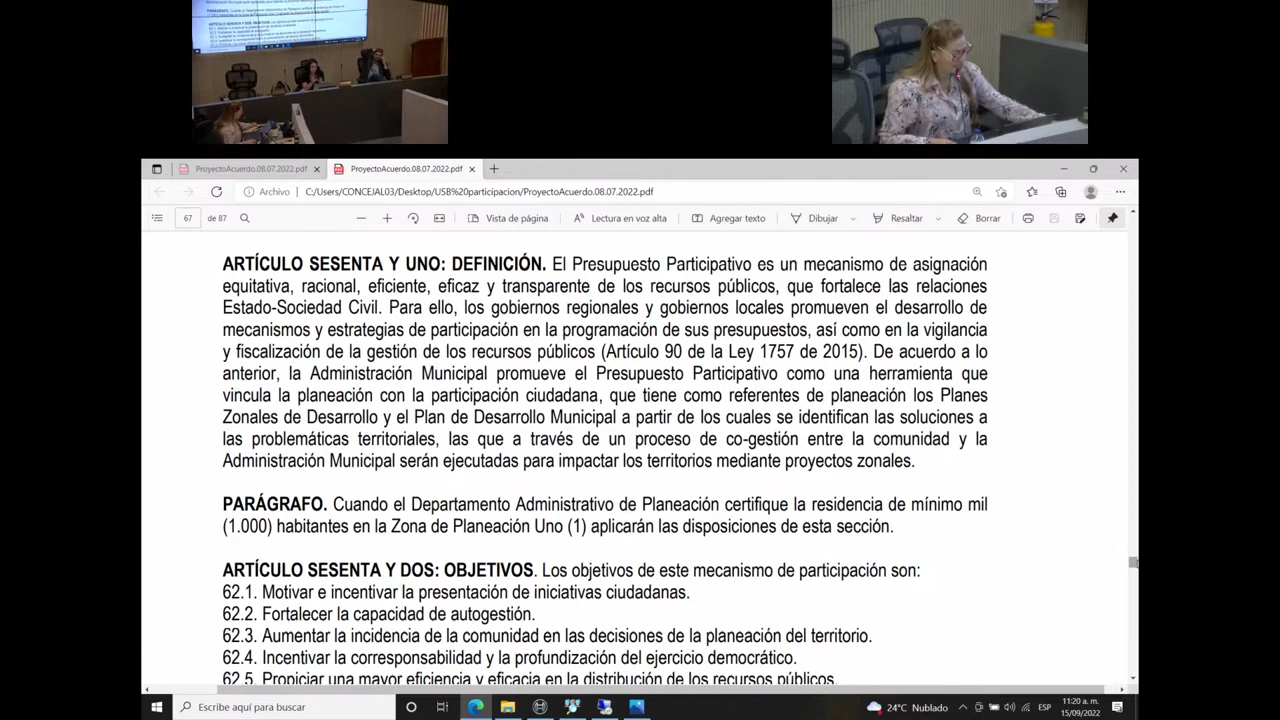 ProyectoAcuerdo.08.07.2022.pdf
ProyectoAcuerdo.08.07.2022.pdf
Archivo
C:/Users/CONCEJAL03/Desktop/USB%20participacion/ProyectoAcuerdo.08.07.2022.pdf
67 de 87
Vista de página
Lectura en voz alta
Agregar texto
Dibujar
Resaltar
Borrar
ARTÍCULO SESENTA Y UNO: DEFINICIÓN. El Presupuesto Participativo es un mecanismo de asignación
equitativa, racional, eficiente, eficaz y transparente de los recursos públicos, que fortalece las relaciones
Estado-Sociedad Civil. Para ello, los gobiernos regionales y gobiernos locales promueven el desarrollo de
mecanismos y estrategias de participación en la programación de sus presupuestos, así como en la vigilancia
y fiscalización de la gestión de los recursos públicos (Artículo 90 de la Ley 1757 de 2015). De acuerdo a lo
anterior, la Administración Municipal promueve el Presupuesto Participativo como una herramienta que
vincula la planeación con la participación ciudadana, que tiene como referentes de planeación los Planes
Zonales de Desarrollo y el Plan de Desarrollo Municipal a partir de los cuales se identifican las soluciones a
las problemáticas territoriales, las que a través de un proceso de co-gestión entre la comunidad y la
Administración Municipal serán ejecutadas para impactar los territorios mediante proyectos zonales.
PARÁGRAFO. Cuando el Departamento Administrativo de Planeación certifique la residencia de mínimo mil
(1.000) habitantes en la Zona de Planeación Uno (1) aplicarán las disposiciones de esta sección.
ARTÍCULO SESENTA Y DOS: OBJETIVOS. Los objetivos de este mecanismo de participación son:
62.1. Motivar e incentivar la presentación de iniciativas ciudadanas.
62.2. Fortalecer la capacidad de autogestión.
62.3. Aumentar la incidencia de la comunidad en las decisiones de la planeación del territorio.
62.4. Incentivar la corresponsabilidad y la profundización del ejercicio democrático.
62.5. Propiciar una mayor eficiencia y eficacia en la distribución de los recursos públicos.
Escribe aquí para buscar
24°C Nublado
ESP
11:20 a. m.
15/09/2022